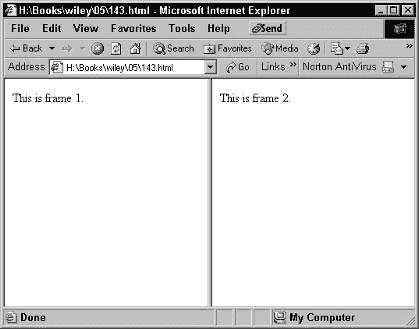 H:\Books\wiley\05\143.html - Microsoft Internet Explorer
File Edit View Favorites Tools Help Send
Back Search Favorites Media »
Address H:\Books\wiley\05\143.html Go Links » Norton AntiVirus
This is frame 1. This is frame 2.
Done My Computer